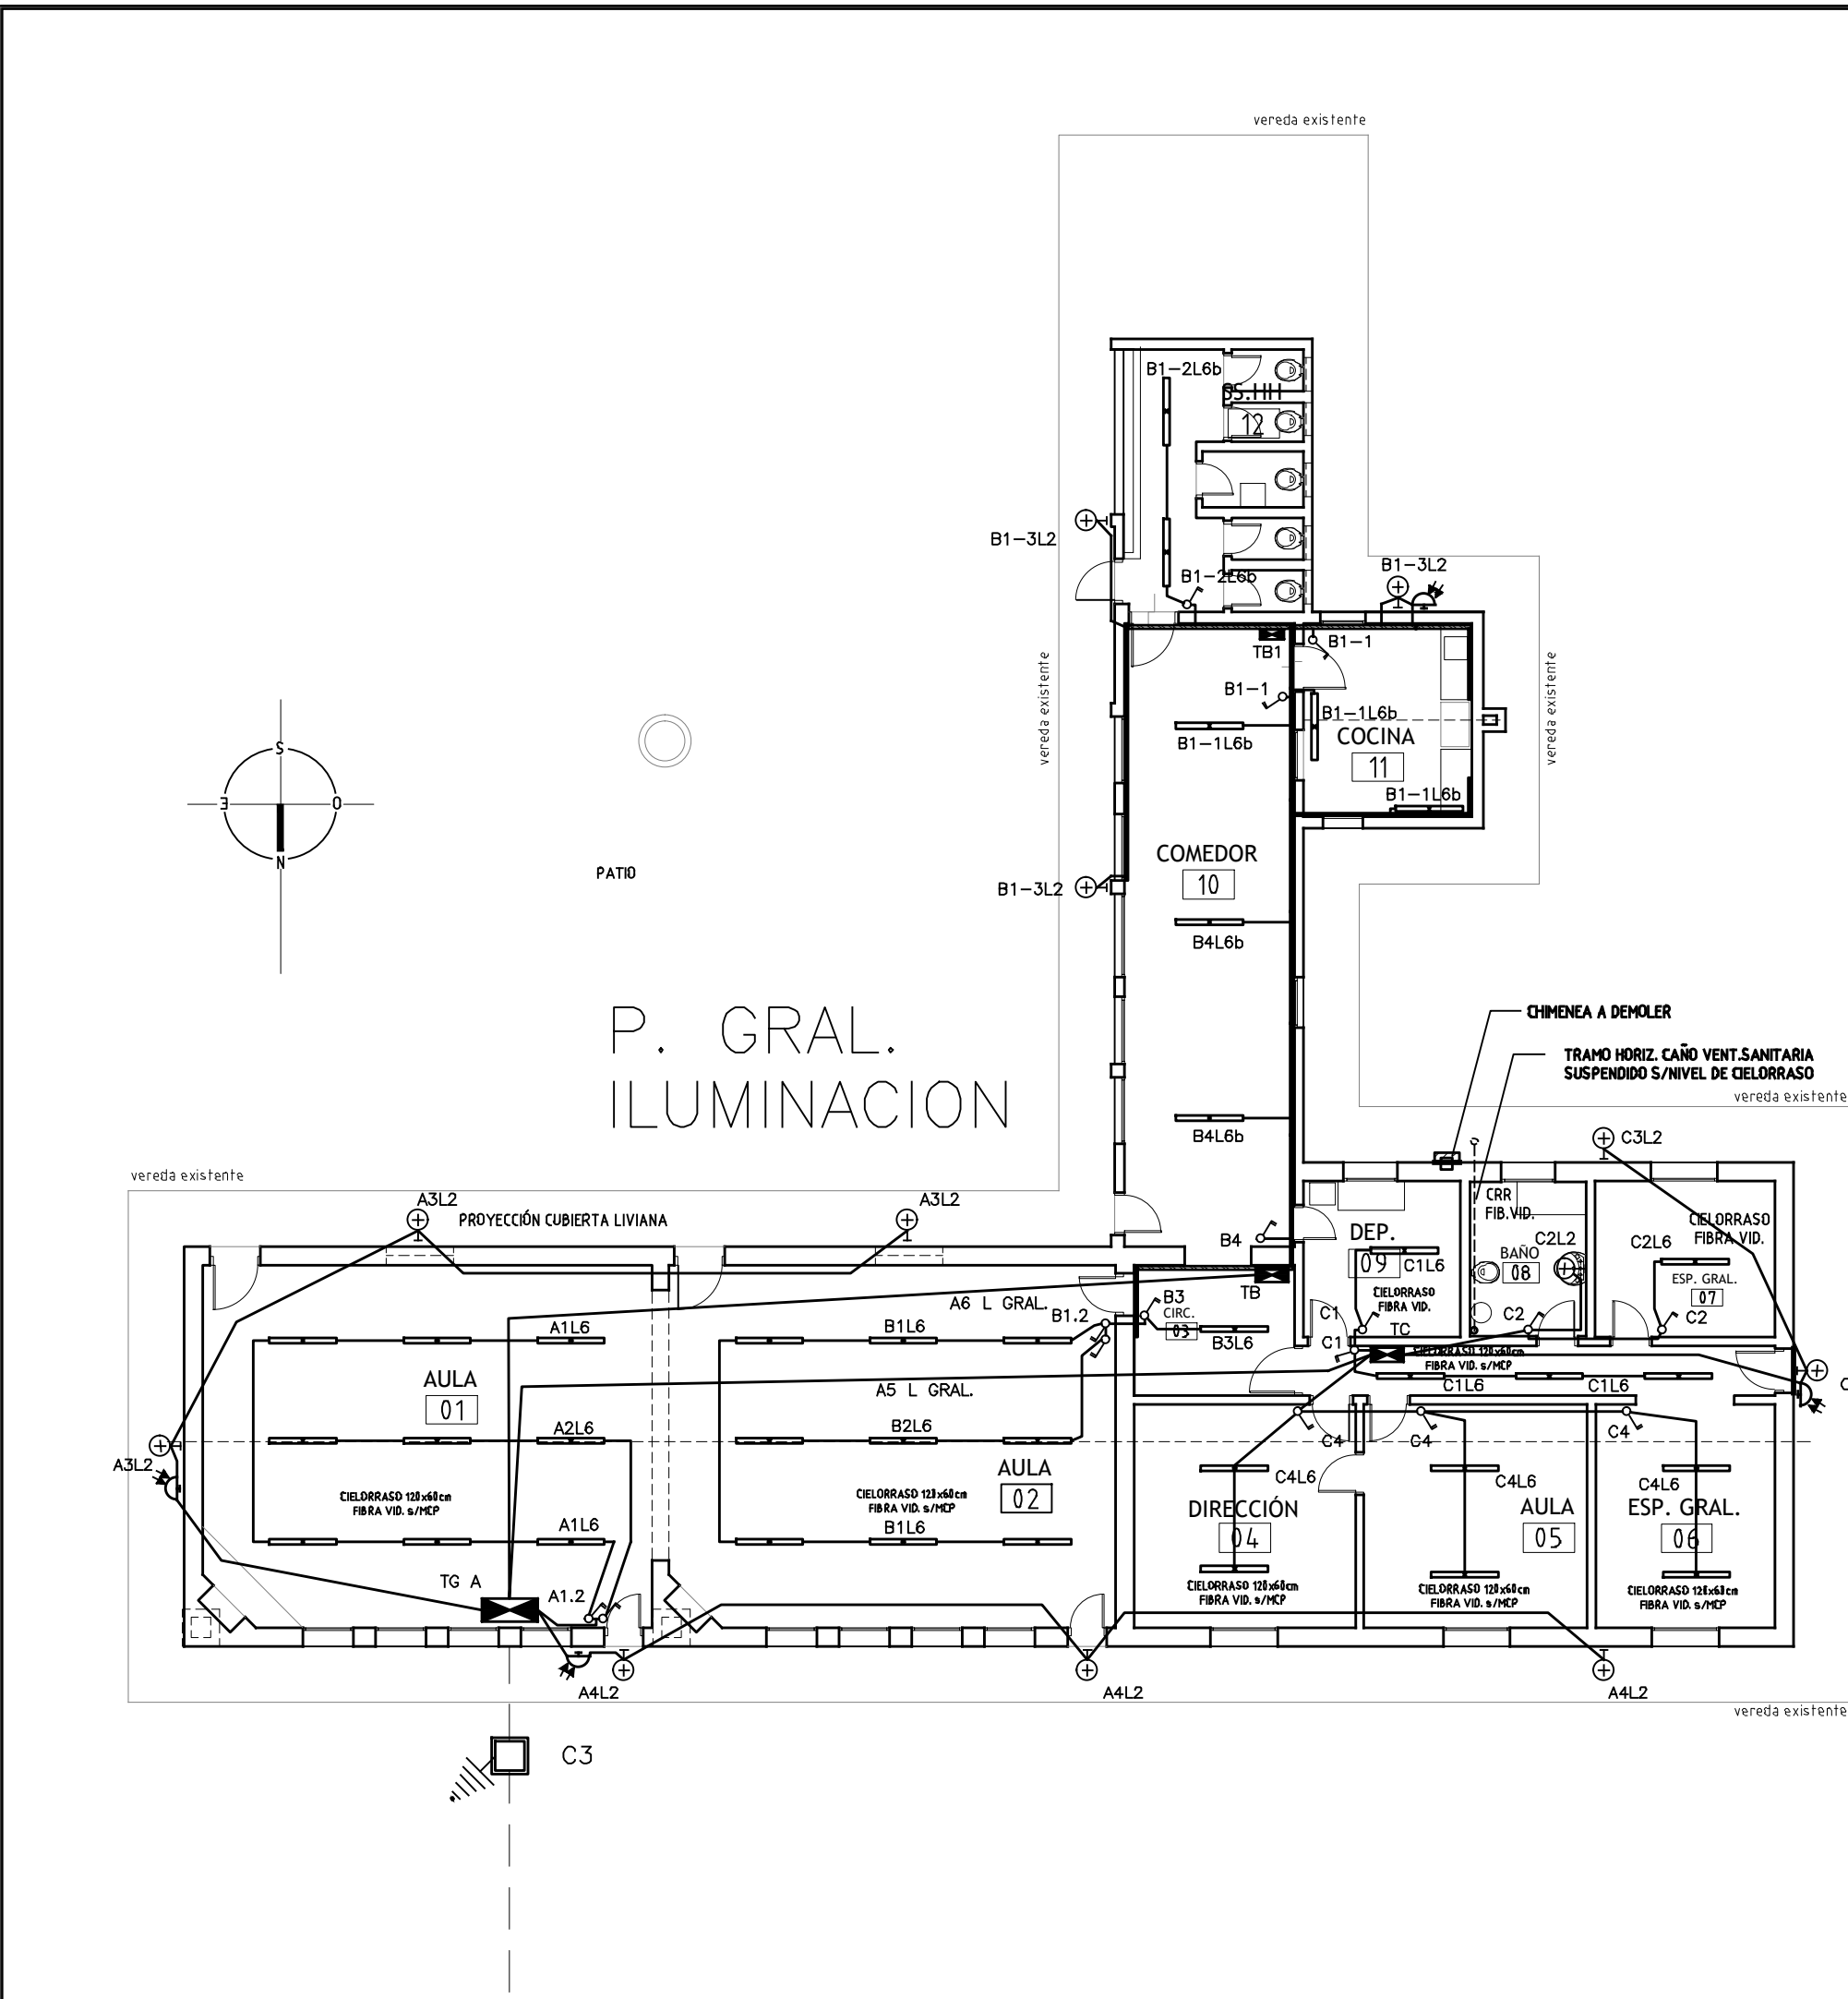 vereda existente
B1-2L6b
SS.HH
12
B1-3L2
B1-2L6b
B1-3L2
TB1
B1-1
B1-1
vereda existente
vereda existente
B1-1L6b
B1-1L6b
COCINA
11
B1-1L6b
S
E
O
N
PATIO
COMEDOR
10
B1-3L2
B4L6b
P. GRAL.
ILUMINACION
CHIMENEA A DEMOLER
TRAMO HORIZ. CAÑO VENT.SANITARIA
SUSPENDIDO S/NIVEL DE CIELORRASO
vereda existente
B4L6b
C3L2
vereda existente
A3L2
PROYECCIÓN CUBIERTA LIVIANA
A3L2
CRR
FIB.VID.
CIELORRASO
FIBRA VID.
B4
DEP.
09
C1L6
BAÑO
08
C2L2
C2L6
ESP. GRAL.
07
CIELORRASO
FIBRA VID.
TB
A6 L GRAL.
B3
CIRC.
03
B1.2
C1
TC
C2
C2
A1L6
B1L6
B3L6
C1
CIELORRASO 120x60cm
FIBRA VID. s/MCP
AULA
01
A5 L GRAL.
C1L6
C1L6
C
A2L6
B2L6
C4
C4
C4
A3L2
AULA
02
C4L6
C4L6
C4L6
CIELORRASO 120x60cm
FIBRA VID. s/MCP
CIELORRASO 120x60cm
FIBRA VID. s/MCP
DIRECCIÓN
04
AULA
05
ESP. GRAL.
06
A1L6
B1L6
TG A
A1.2
CIELORRASO 120x60cm
FIBRA VID. s/MCP
CIELORRASO 120x60cm
FIBRA VID. s/MCP
CIELORRASO 120x60cm
FIBRA VID. s/MCP
A4L2
A4L2
A4L2
vereda existente
C3